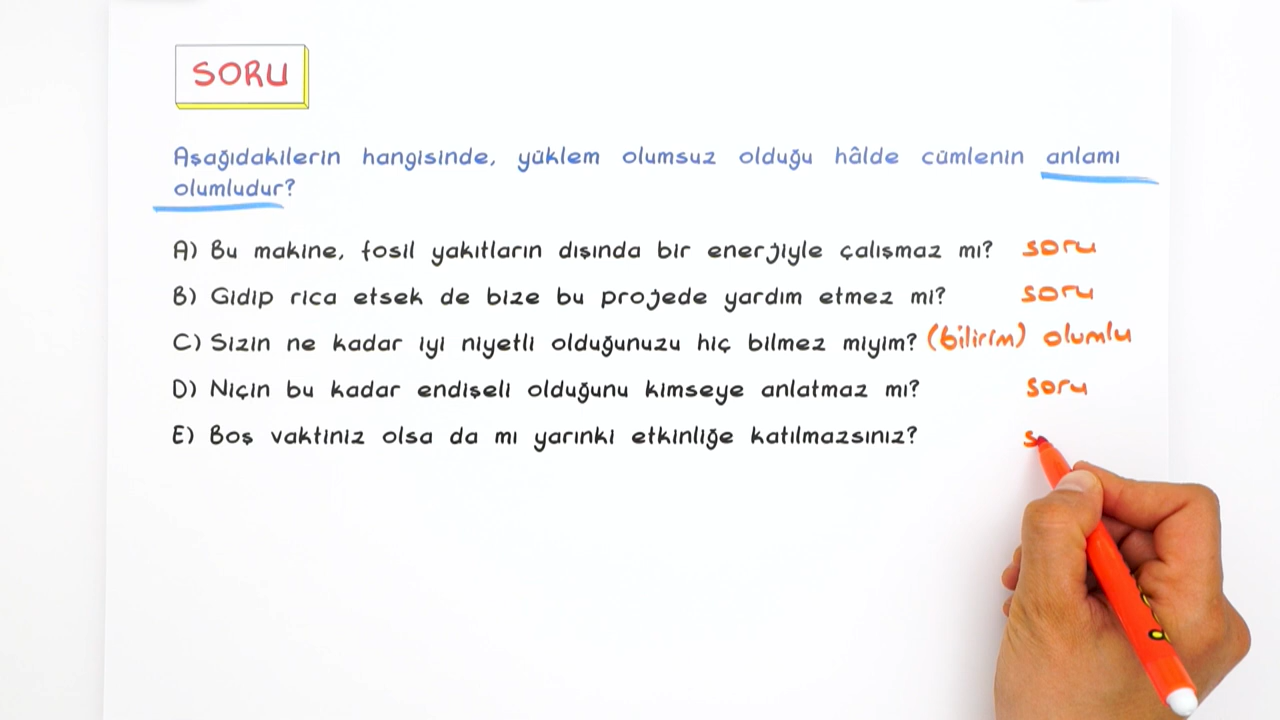 SORU
Aşağıdakilerin hangisinde, yüklem olumsuz olduğu hâlde cümlenin anlamı
olumludur?
A) Bu makine, fosil yakıtların dışında bir enerjiyle çalışmaz mı? soru
B) Gidip rica etsek de bize bu projede yardım etmez mi? soru
C) Sizin ne kadar iyi niyetli olduğunuzu hiç bilmez miyim? (bilirim) olumlu
D) Niçin bu kadar endişeli olduğunu kimseye anlatmaz mı? soru
E) Boş vaktiniz olsa da mı yarınki etkinliğe katılmazsınız? s